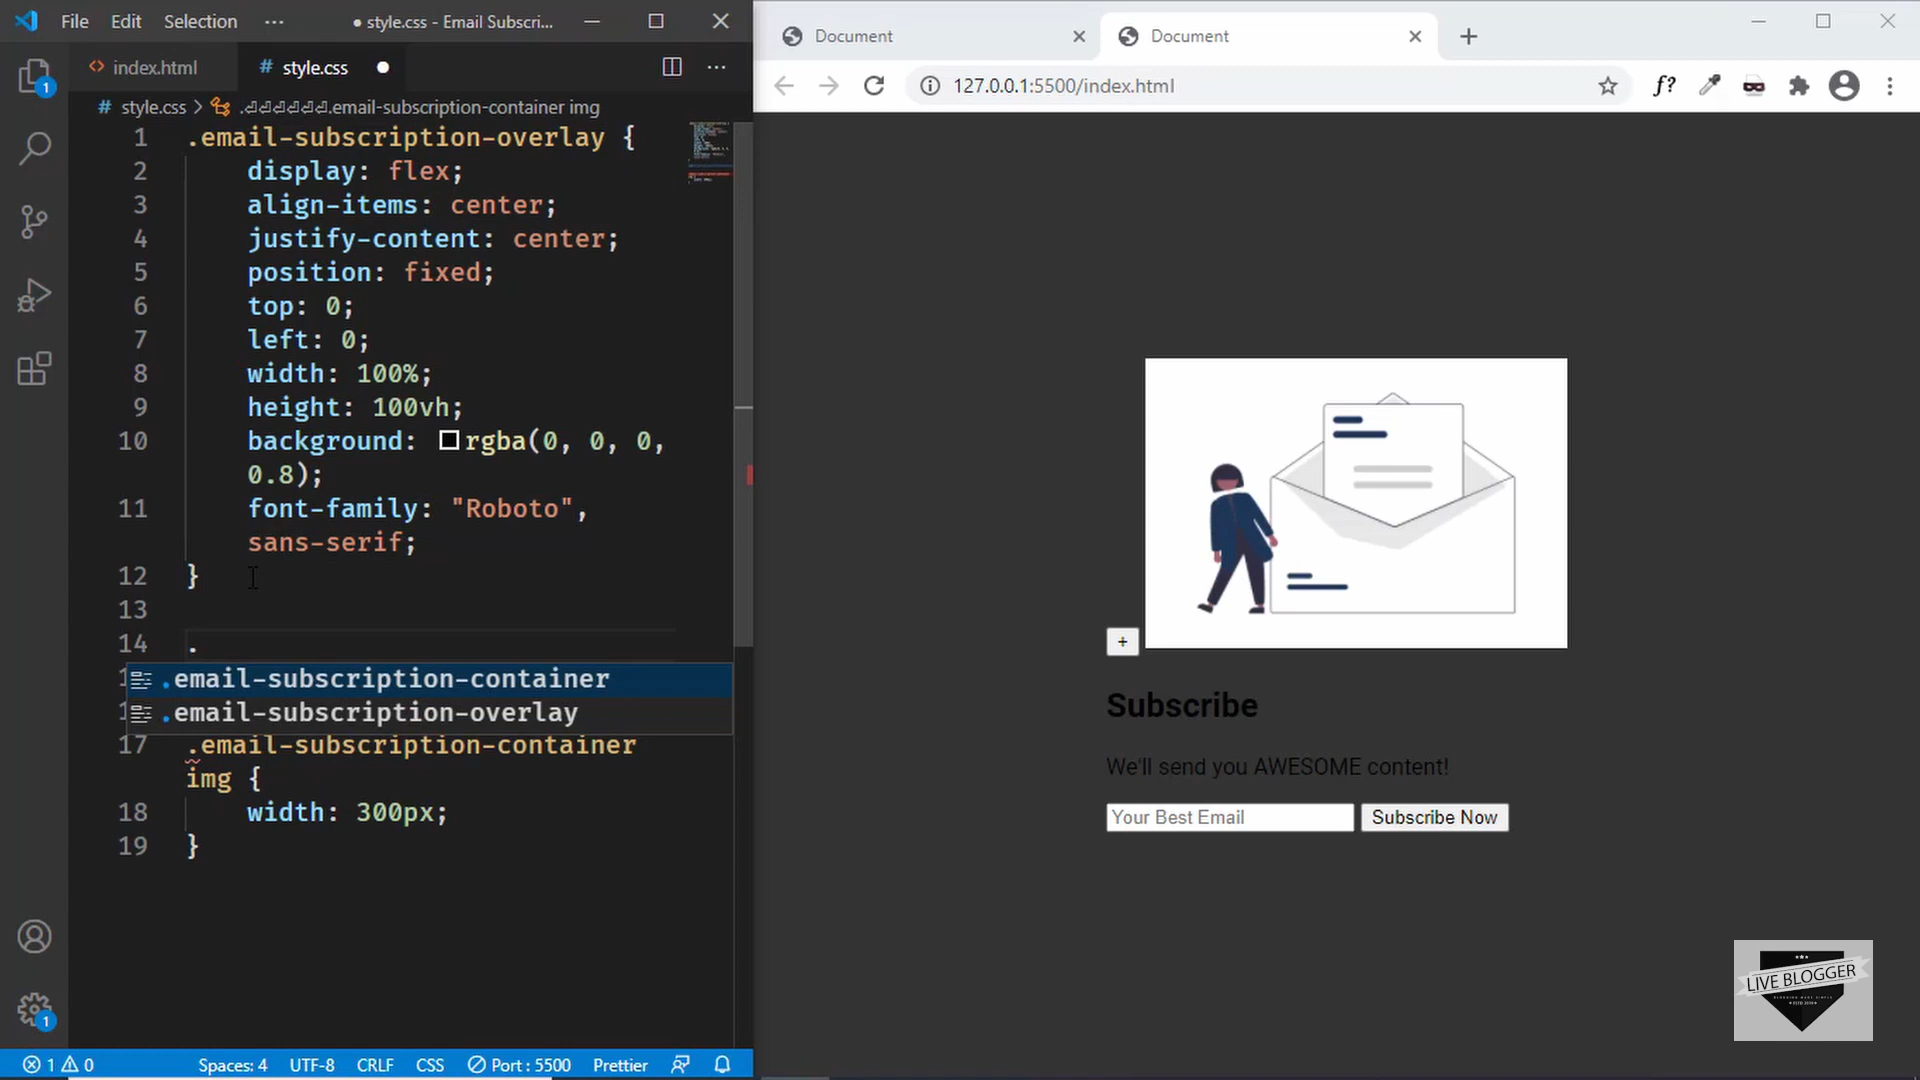 File Edit Selection ··· ● style.css - Email Subscri...
index.html
# style.css ●
# style.css > .⏎⏎⏎⏎⏎⏎.email-subscription-container img
1 .email-subscription-overlay {
2 display: flex;
3 align-items: center;
4 justify-content: center;
5 position: fixed;
6 top: 0;
7 left: 0;
8 width: 100%;
9 height: 100vh;
10 background: rgba(0, 0, 0,
0.8);
11 font-family: "Roboto",
sans-serif;
12 }
13
14 .
.email-subscription-container
.email-subscription-overlay
17 .email-subscription-container
img {
18 width: 300px;
19 }
1
1
1 0 Spaces: 4 UTF-8 CRLF CSS Port : 5500 Prettier
Document
Document
127.0.0.1:5500/index.html
f?
+
Subscribe
We'll send you AWESOME content!
Your Best Email
Subscribe Now
LIVE BLOGGER